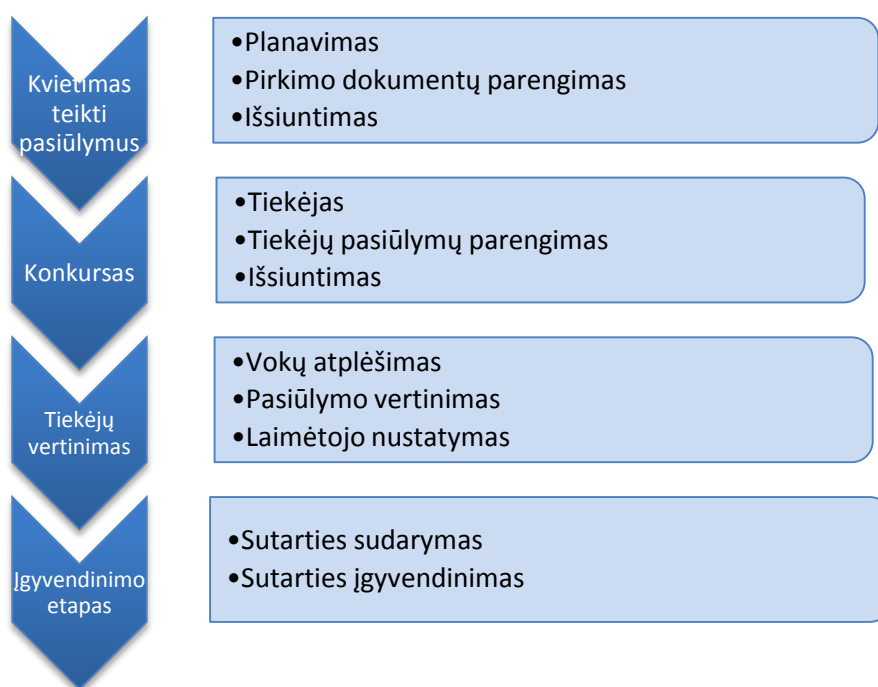 Kvietimas
teikti
pasiūlymus
•Planavimas
•Pirkimo dokumentų parengimas
•Išsiuntimas
Konkursas
•Tiekėjas
•Tiekėjų pasiūlymų parengimas
•Išsiuntimas
Tiekėjų
vertinimas
•Vokų atplėšimas
•Pasiūlymo vertinimas
•Laimėtojo nustatymas
Įgyvendinimo
etapas
•Sutarties sudarymas
•Sutarties įgyvendinimas